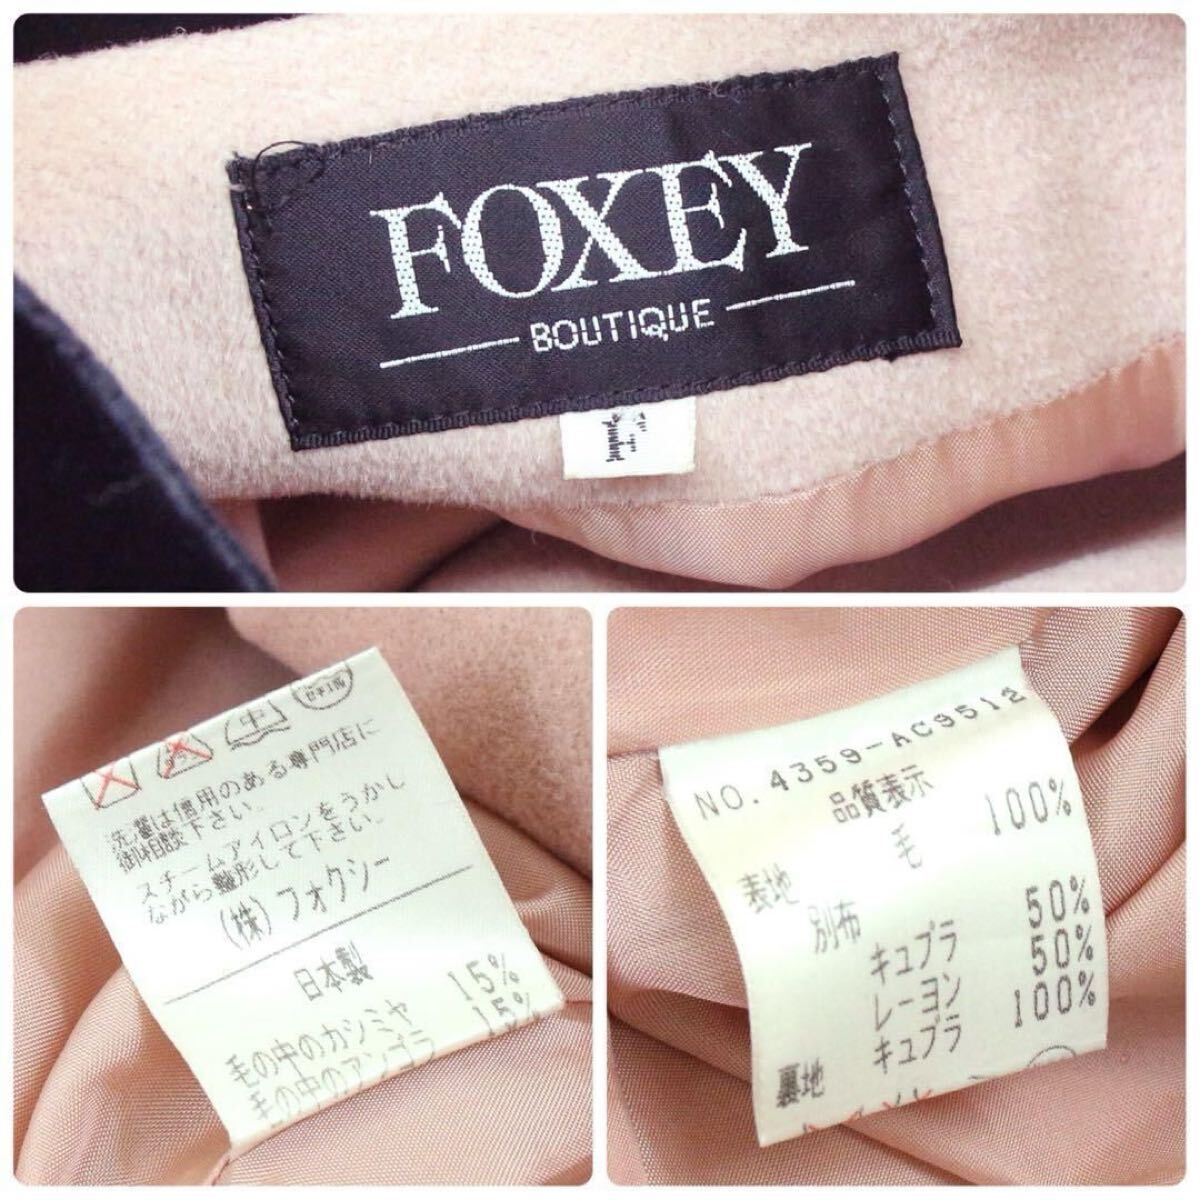 FOXEY
BOUTIQUE
F
中
洗濯は信用のある専門店に
御相談下さい。
スチームアイロンをうかし
ながら整形して下さい。
(株)フォクシー
日本製
毛の中のカシミヤ 15%
毛の中のアンゴラ 15%
NO.4359-AC9512
品質表示
表地 毛 100%
別布
キュプラ 50%
レーヨン 50%
裏地 キュプラ 100%